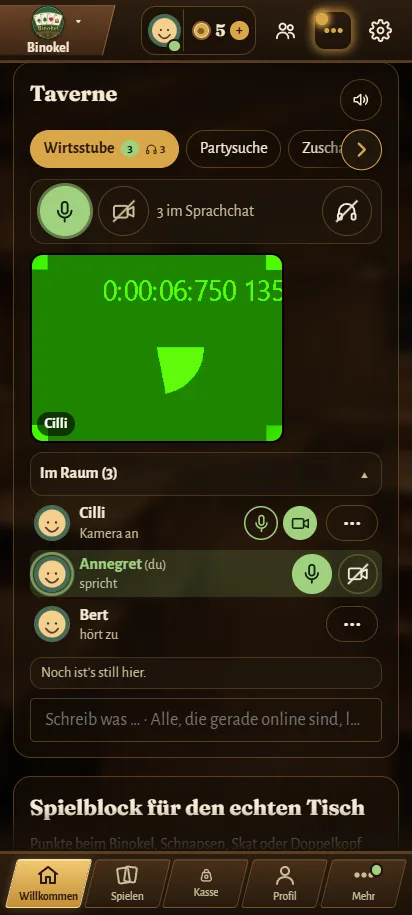 Binokel
5
Taverne
Wirtsstube 3 3
Partysuche
Zuscha
3 im Sprachchat
0:00:06:750 135
Cilli
Im Raum (3)
Cilli
Kamera an
Annegret (du)
spricht
Bert
hört zu
Noch ist's still hier.
Schreib was ... · Alle, die gerade online sind, l...
Spielblock für den echten Tisch
Punkte beim Binokel, Schnapsen, Skat oder Doppelkopf
Willkommen
Spielen
Kasse
Profil
Mehr